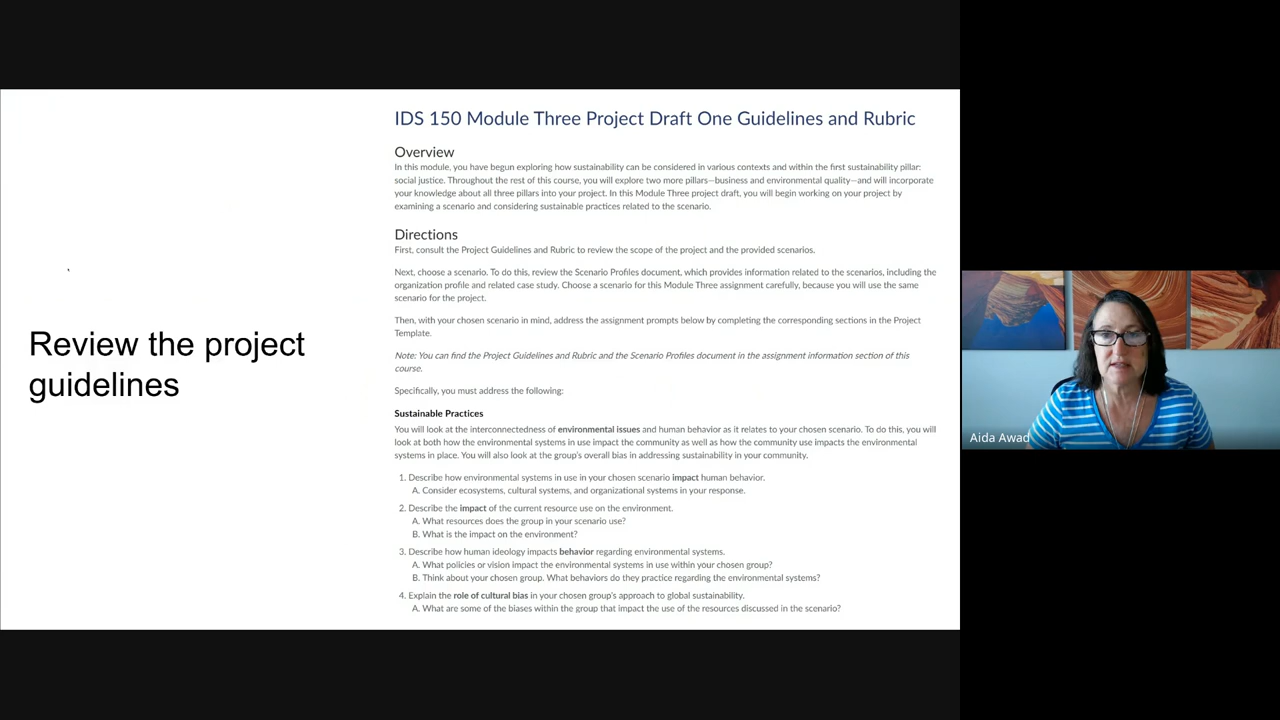 IDS 150 Module Three Project Draft One Guidelines and Rubric
Overview
In this module, you have begun exploring how sustainability can be considered in various contexts and within the first sustainability pillar:
social justice. Throughout the rest of this course, you will explore two more pillars—business and environmental quality—and will incorporate
your knowledge about all three pillars into your project. In this Module Three project draft, you will begin working on your project by
examining a scenario and considering sustainable practices related to the scenario.
Directions
First, consult the Project Guidelines and Rubric to review the scope of the project and the provided scenarios.
Next, choose a scenario. To do this, review the Scenario Profiles document, which provides information related to the scenarios, including the
organization profile and related case study. Choose a scenario for this Module Three assignment carefully, because you will use the same
scenario for the project.
Then, with your chosen scenario in mind, address the assignment prompts below by completing the corresponding sections in the Project
Template.
Note: You can find the Project Guidelines and Rubric and the Scenario Profiles document in the assignment information section of this
course.
Specifically, you must address the following:
Sustainable Practices
You will look at the interconnectedness of environmental issues and human behavior as it relates to your chosen scenario. To do this, you will
look at both how the environmental systems in use impact the community as well as how the community use impacts the environmental
systems in place. You will also look at the group's overall bias in addressing sustainability in your community.
1. Describe how environmental systems in use in your chosen scenario impact human behavior.
A. Consider ecosystems, cultural systems, and organizational systems in your response.
2. Describe the impact of the current resource use on the environment.
A. What resources does the group in your scenario use?
B. What is the impact on the environment?
3. Describe how human ideology impacts behavior regarding environmental systems.
A. What policies or vision impact the environmental systems in use within your chosen group?
B. Think about your chosen group. What behaviors do they practice regarding the environmental systems?
4. Explain the role of cultural bias in your chosen group's approach to global sustainability.
A. What are some of the biases within the group that impact the use of the resources discussed in the scenario?
Review the project
guidelines
Aida Awad